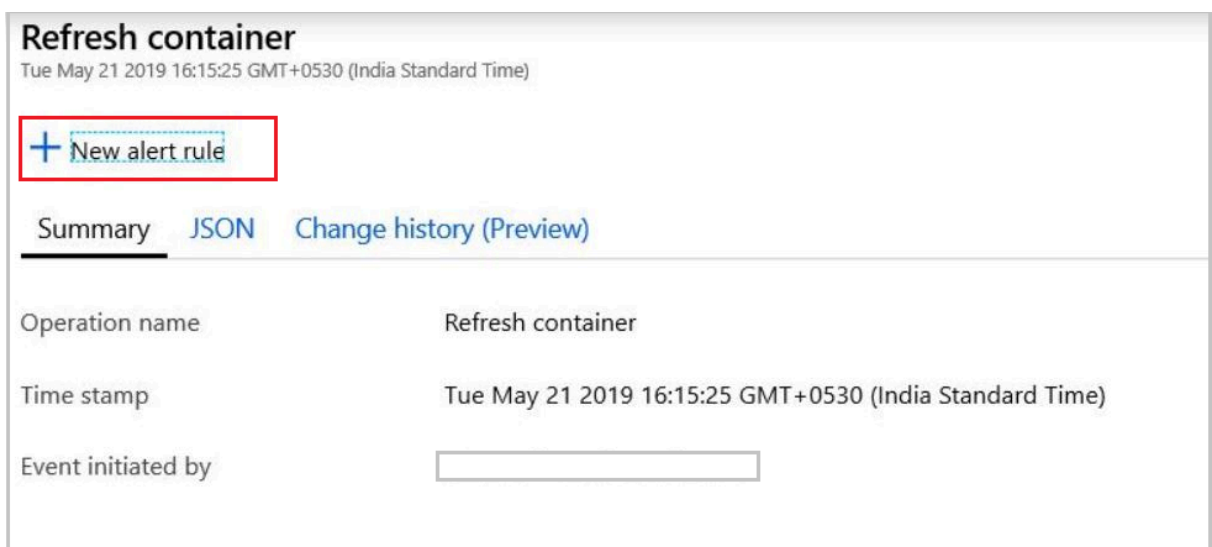 Refresh container
Tue May 21 2019 16:15:25 GMT+0530 (India Standard Time)
+ New alert rule
Summary JSON Change history (Preview)
Operation name Refresh container
Time stamp Tue May 21 2019 16:15:25 GMT+0530 (India Standard Time)
Event initiated by